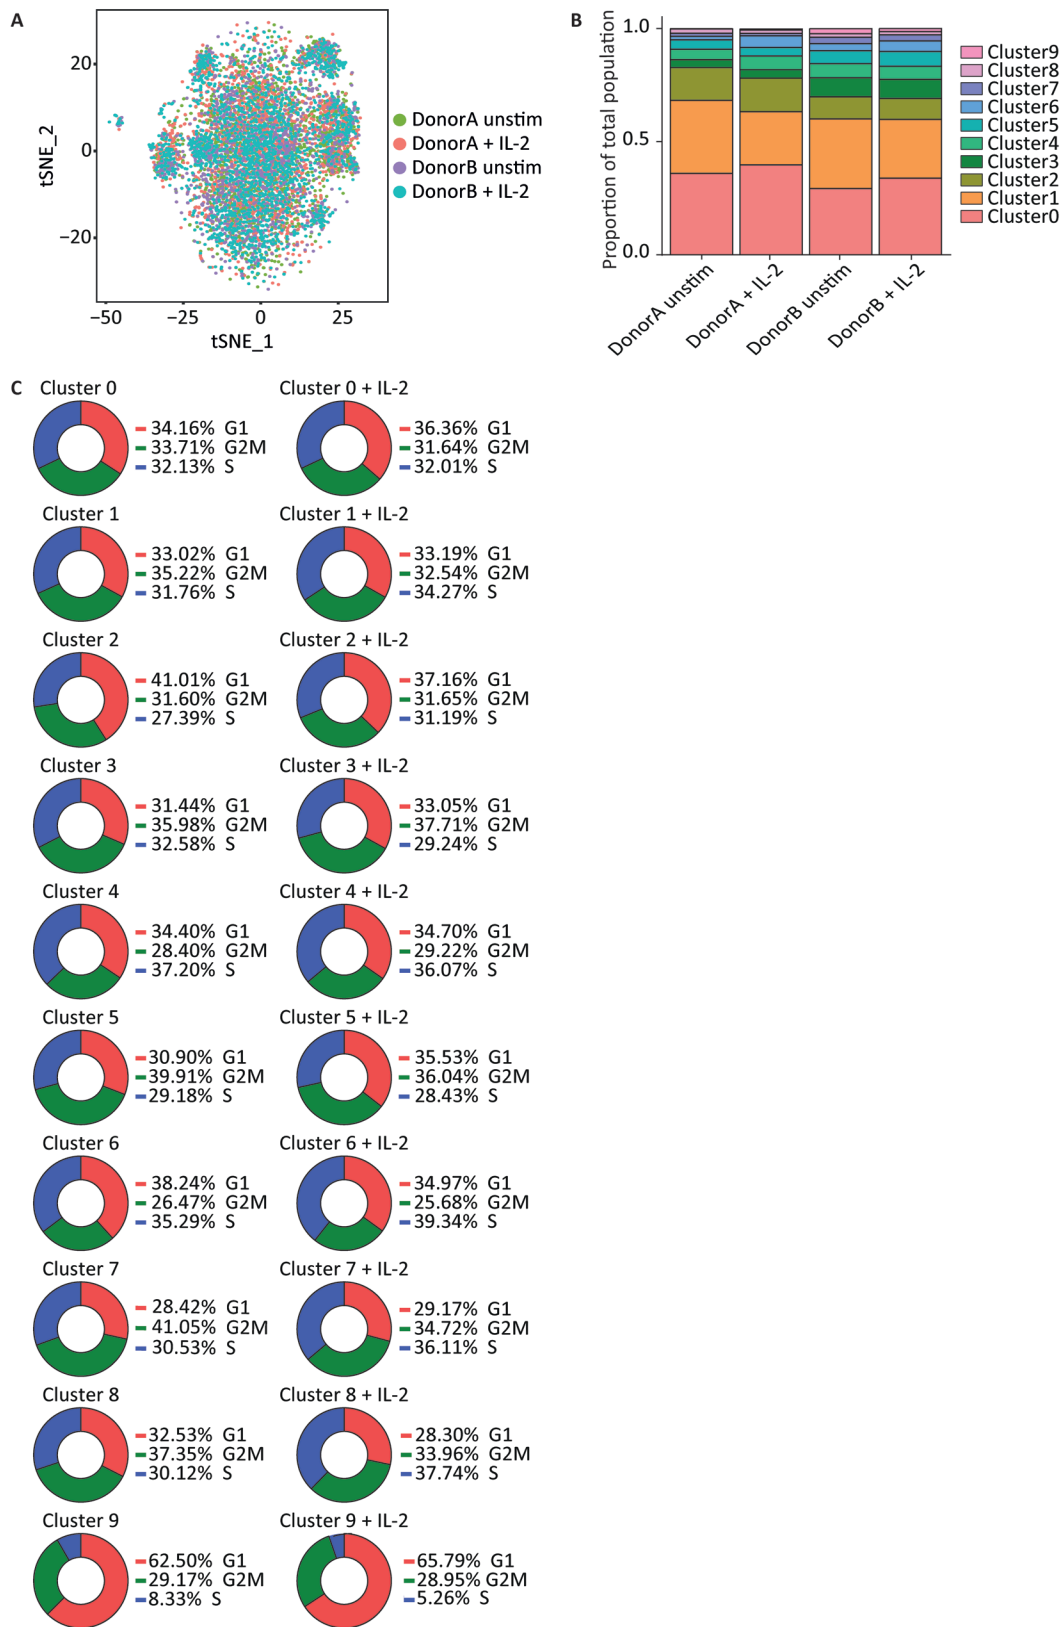 A
20
0
−20
tSNE_2
−50
−25
0
25
tSNE_1
DonorA unstim
DonorA + IL-2
DonorB unstim
DonorB + IL-2
B
1.0
0.5
0.0
Proportion of total population
DonorA unstim
DonorA + IL-2
DonorB unstim
DonorB + IL-2
Cluster9
Cluster8
Cluster7
Cluster6
Cluster5
Cluster4
Cluster3
Cluster2
Cluster1
Cluster0
C
Cluster 0
34.16% G1
33.71% G2M
32.13% S
Cluster 0 + IL-2
36.36% G1
31.64% G2M
32.01% S
Cluster 1
33.02% G1
35.22% G2M
31.76% S
Cluster 1 + IL-2
33.19% G1
32.54% G2M
34.27% S
Cluster 2
41.01% G1
31.60% G2M
27.39% S
Cluster 2 + IL-2
37.16% G1
31.65% G2M
31.19% S
Cluster 3
31.44% G1
35.98% G2M
32.58% S
Cluster 3 + IL-2
33.05% G1
37.71% G2M
29.24% S
Cluster 4
34.40% G1
28.40% G2M
37.20% S
Cluster 4 + IL-2
34.70% G1
29.22% G2M
36.07% S
Cluster 5
30.90% G1
39.91% G2M
29.18% S
Cluster 5 + IL-2
35.53% G1
36.04% G2M
28.43% S
Cluster 6
38.24% G1
26.47% G2M
35.29% S
Cluster 6 + IL-2
34.97% G1
25.68% G2M
39.34% S
Cluster 7
28.42% G1
41.05% G2M
30.53% S
Cluster 7 + IL-2
29.17% G1
34.72% G2M
36.11% S
Cluster 8
32.53% G1
37.35% G2M
30.12% S
Cluster 8 + IL-2
28.30% G1
33.96% G2M
37.74% S
Cluster 9
62.50% G1
29.17% G2M
8.33% S
Cluster 9 + IL-2
65.79% G1
28.95% G2M
5.26% S